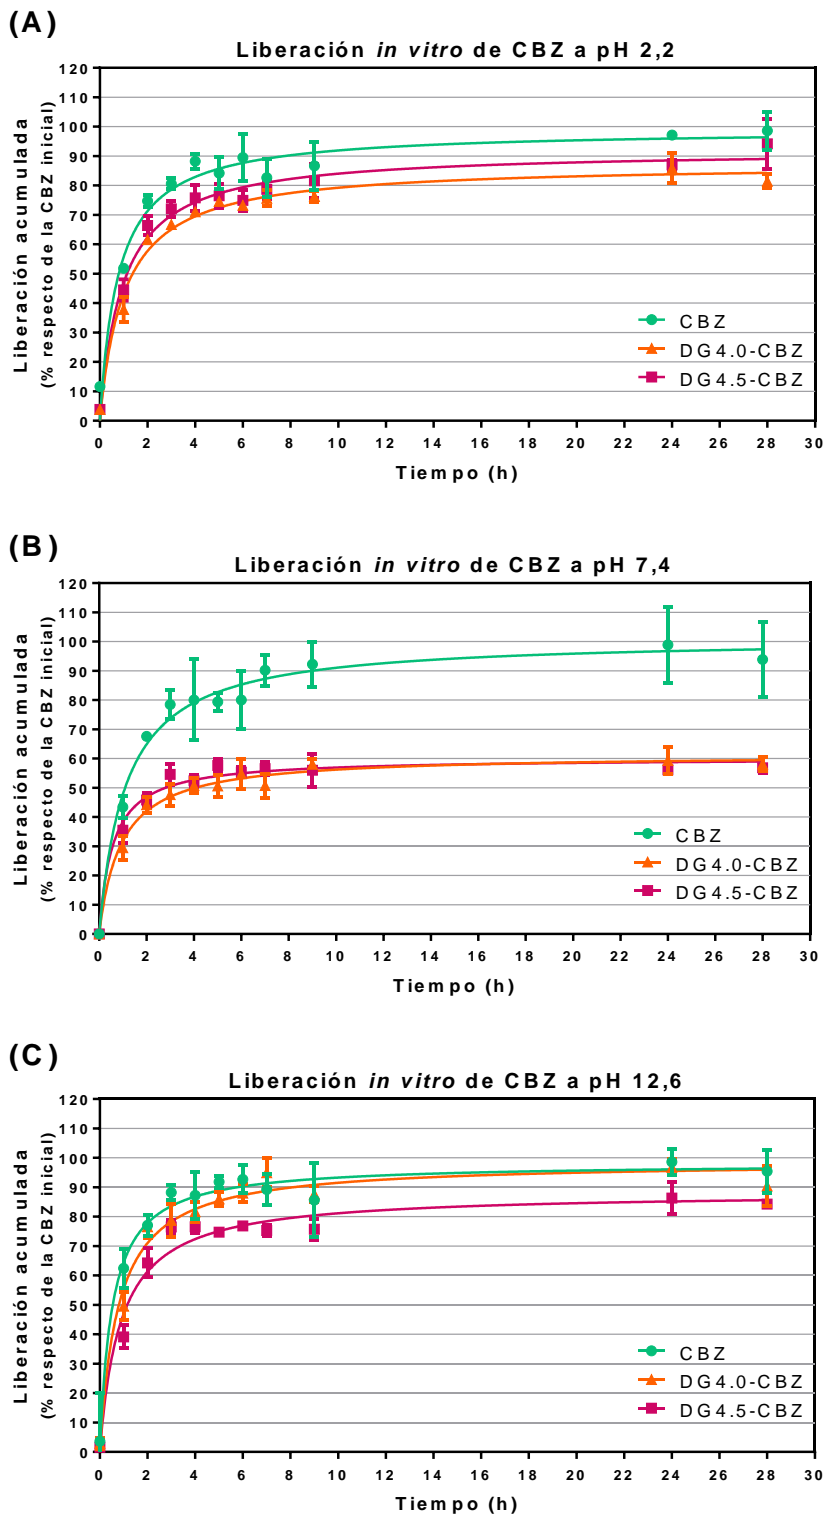 (A)
Liberación in vitro de CBZ a pH 2,2
Liberación acumulada
(% respecto de la CBZ inicial)
120
110
100
90
80
70
60
50
40
30
20
10
0
0 2 4 6 8 10 12 14 16 18 20 22 24 26 28 30
Tiempo (h)
CBZ
DG4.0-CBZ
DG4.5-CBZ
(B)
Liberación in vitro de CBZ a pH 7,4
Liberación acumulada
(% respecto de la CBZ inicial)
120
110
100
90
80
70
60
50
40
30
20
10
0
0 2 4 6 8 10 12 14 16 18 20 22 24 26 28 30
Tiempo (h)
CBZ
DG4.0-CBZ
DG4.5-CBZ
(C)
Liberación in vitro de CBZ a pH 12,6
Liberación acumulada
(% respecto de la CBZ inicial)
120
110
100
90
80
70
60
50
40
30
20
10
0
0 2 4 6 8 10 12 14 16 18 20 22 24 26 28 30
Tiempo (h)
CBZ
DG4.0-CBZ
DG4.5-CBZ